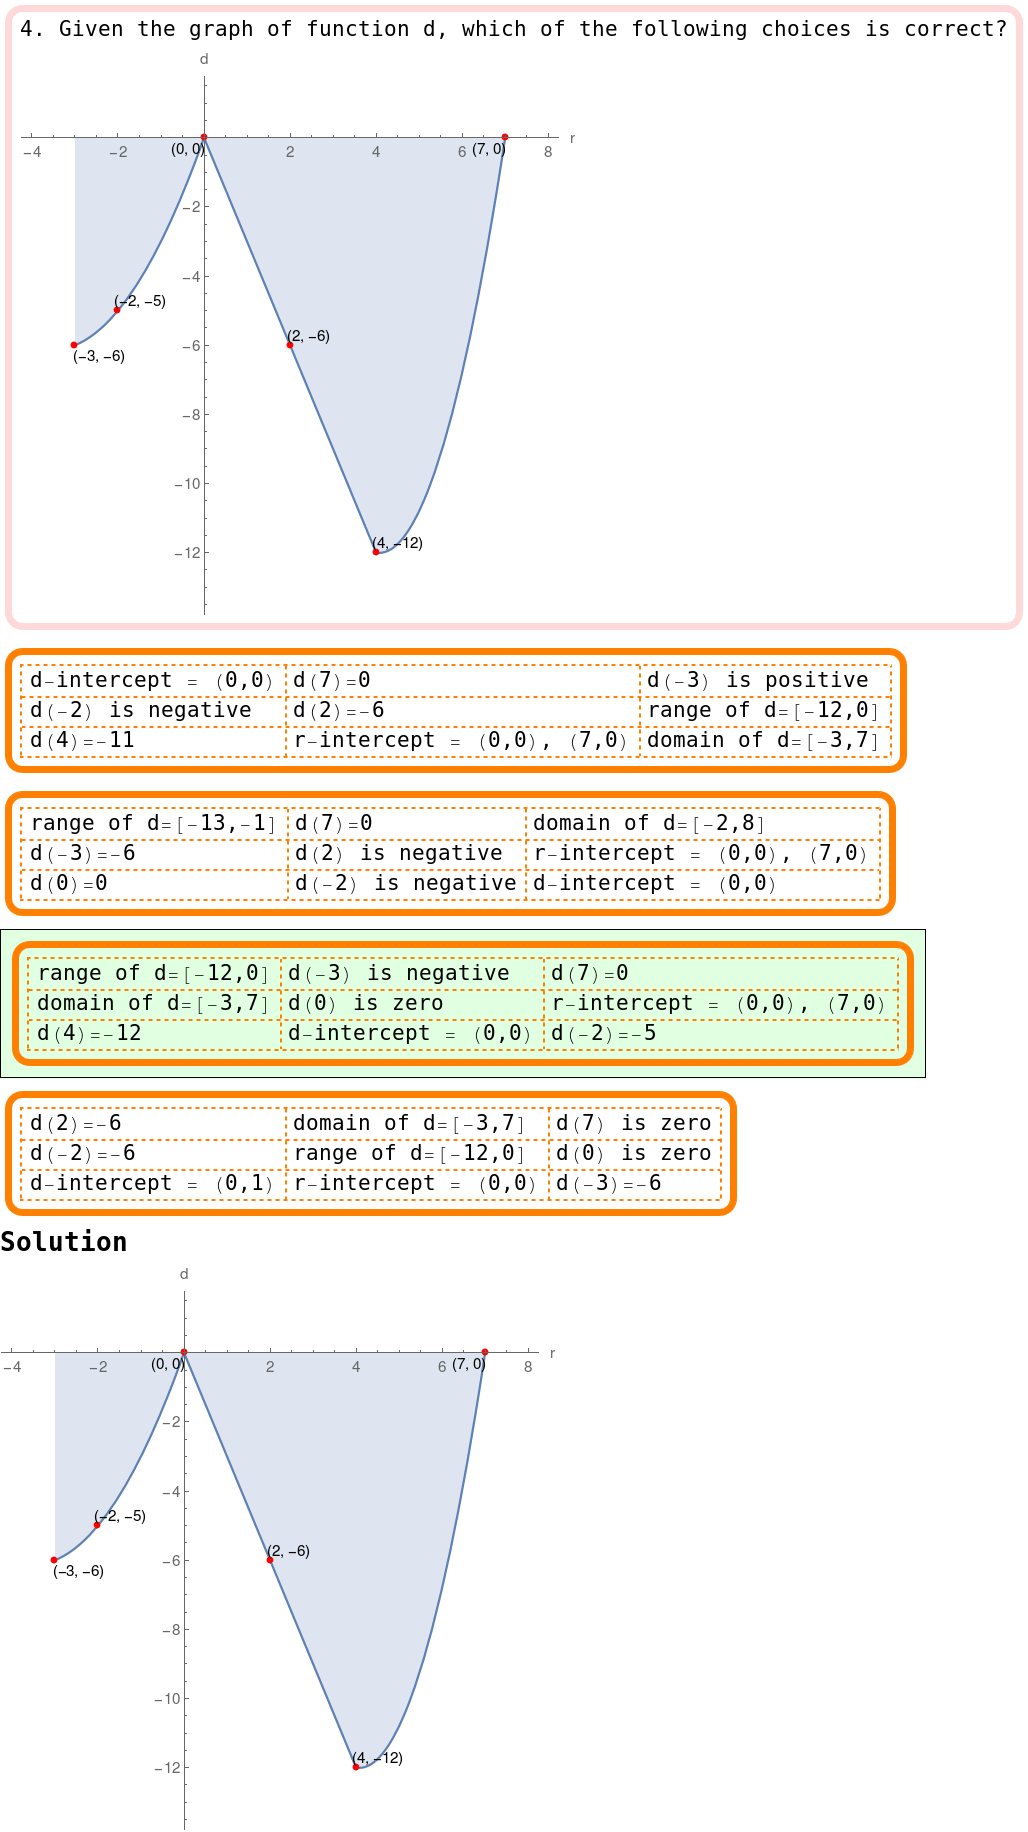 4. Given the graph of function d, which of the following choices is correct?
d
−4 −2 2 4 6 8 r
(0, 0) (7, 0)
−2
−4
(−2, −5)
(2, −6)
−6
(−3, −6)
−8
−10
(4, −12)
−12
d-intercept = (0,0) d(7)=0 d(-3) is positive
d(-2) is negative d(2)=-6 range of d=[-12,0]
d(4)=-11 r-intercept = (0,0), (7,0) domain of d=[-3,7]
range of d=[-13,-1] d(7)=0 domain of d=[-2,8]
d(-3)=-6 d(2) is negative r-intercept = (0,0), (7,0)
d(0)=0 d(-2) is negative d-intercept = (0,0)
range of d=[-12,0] d(-3) is negative d(7)=0
domain of d=[-3,7] d(0) is zero r-intercept = (0,0), (7,0)
d(4)=-12 d-intercept = (0,0) d(-2)=-5
d(2)=-6 domain of d=[-3,7] d(7) is zero
d(-2)=-6 range of d=[-12,0] d(0) is zero
d-intercept = (0,1) r-intercept = (0,0) d(-3)=-6
Solution
d
−4 −2 2 4 6 8 r
(0, 0) (7, 0)
−2
−4
(−2, −5)
(2, −6)
−6
(−3, −6)
−8
−10
(4, −12)
−12